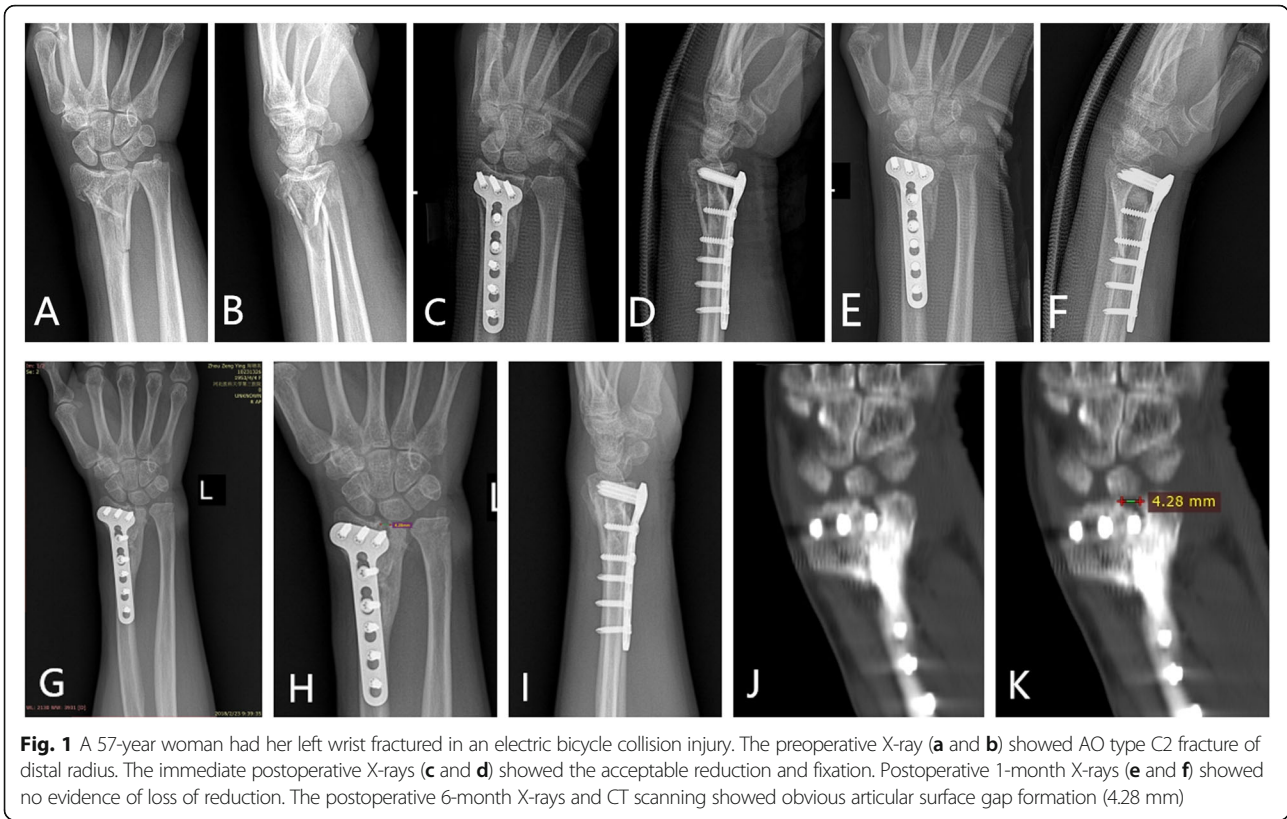 A
B
C
D
E
F
Se: 2
L
G
H
I
J
4.28 mm
K
Fig. 1 A 57-year woman had her left wrist fractured in an electric bicycle collision injury. The preoperative X-ray (a and b) showed AO type C2 fracture of
distal radius. The immediate postoperative X-rays (c and d) showed the acceptable reduction and fixation. Postoperative 1-month X-rays (e and f) showed
no evidence of loss of reduction. The postoperative 6-month X-rays and CT scanning showed obvious articular surface gap formation (4.28 mm)